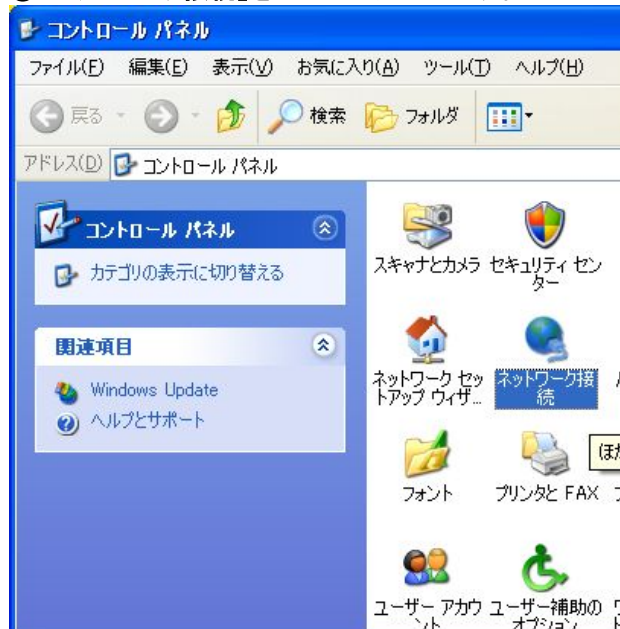 コントロール パネル
ファイル(F) 編集(E) 表示(V) お気に入り(A) ツール(T) ヘルプ(H)
戻る 検索 フォルダ
アドレス(D) コントロール パネル
コントロール パネル
カテゴリの表示に切り替える
関連項目
Windows Update
ヘルプとサポート
スキャナとカメラ
セキュリティ セン
ター
ネットワーク セッ
トアップ ウィザ...
ネットワーク接
続
フォント
プリンタと FAX
ユーザー アカウ
ント
ユーザー補助の
オプション